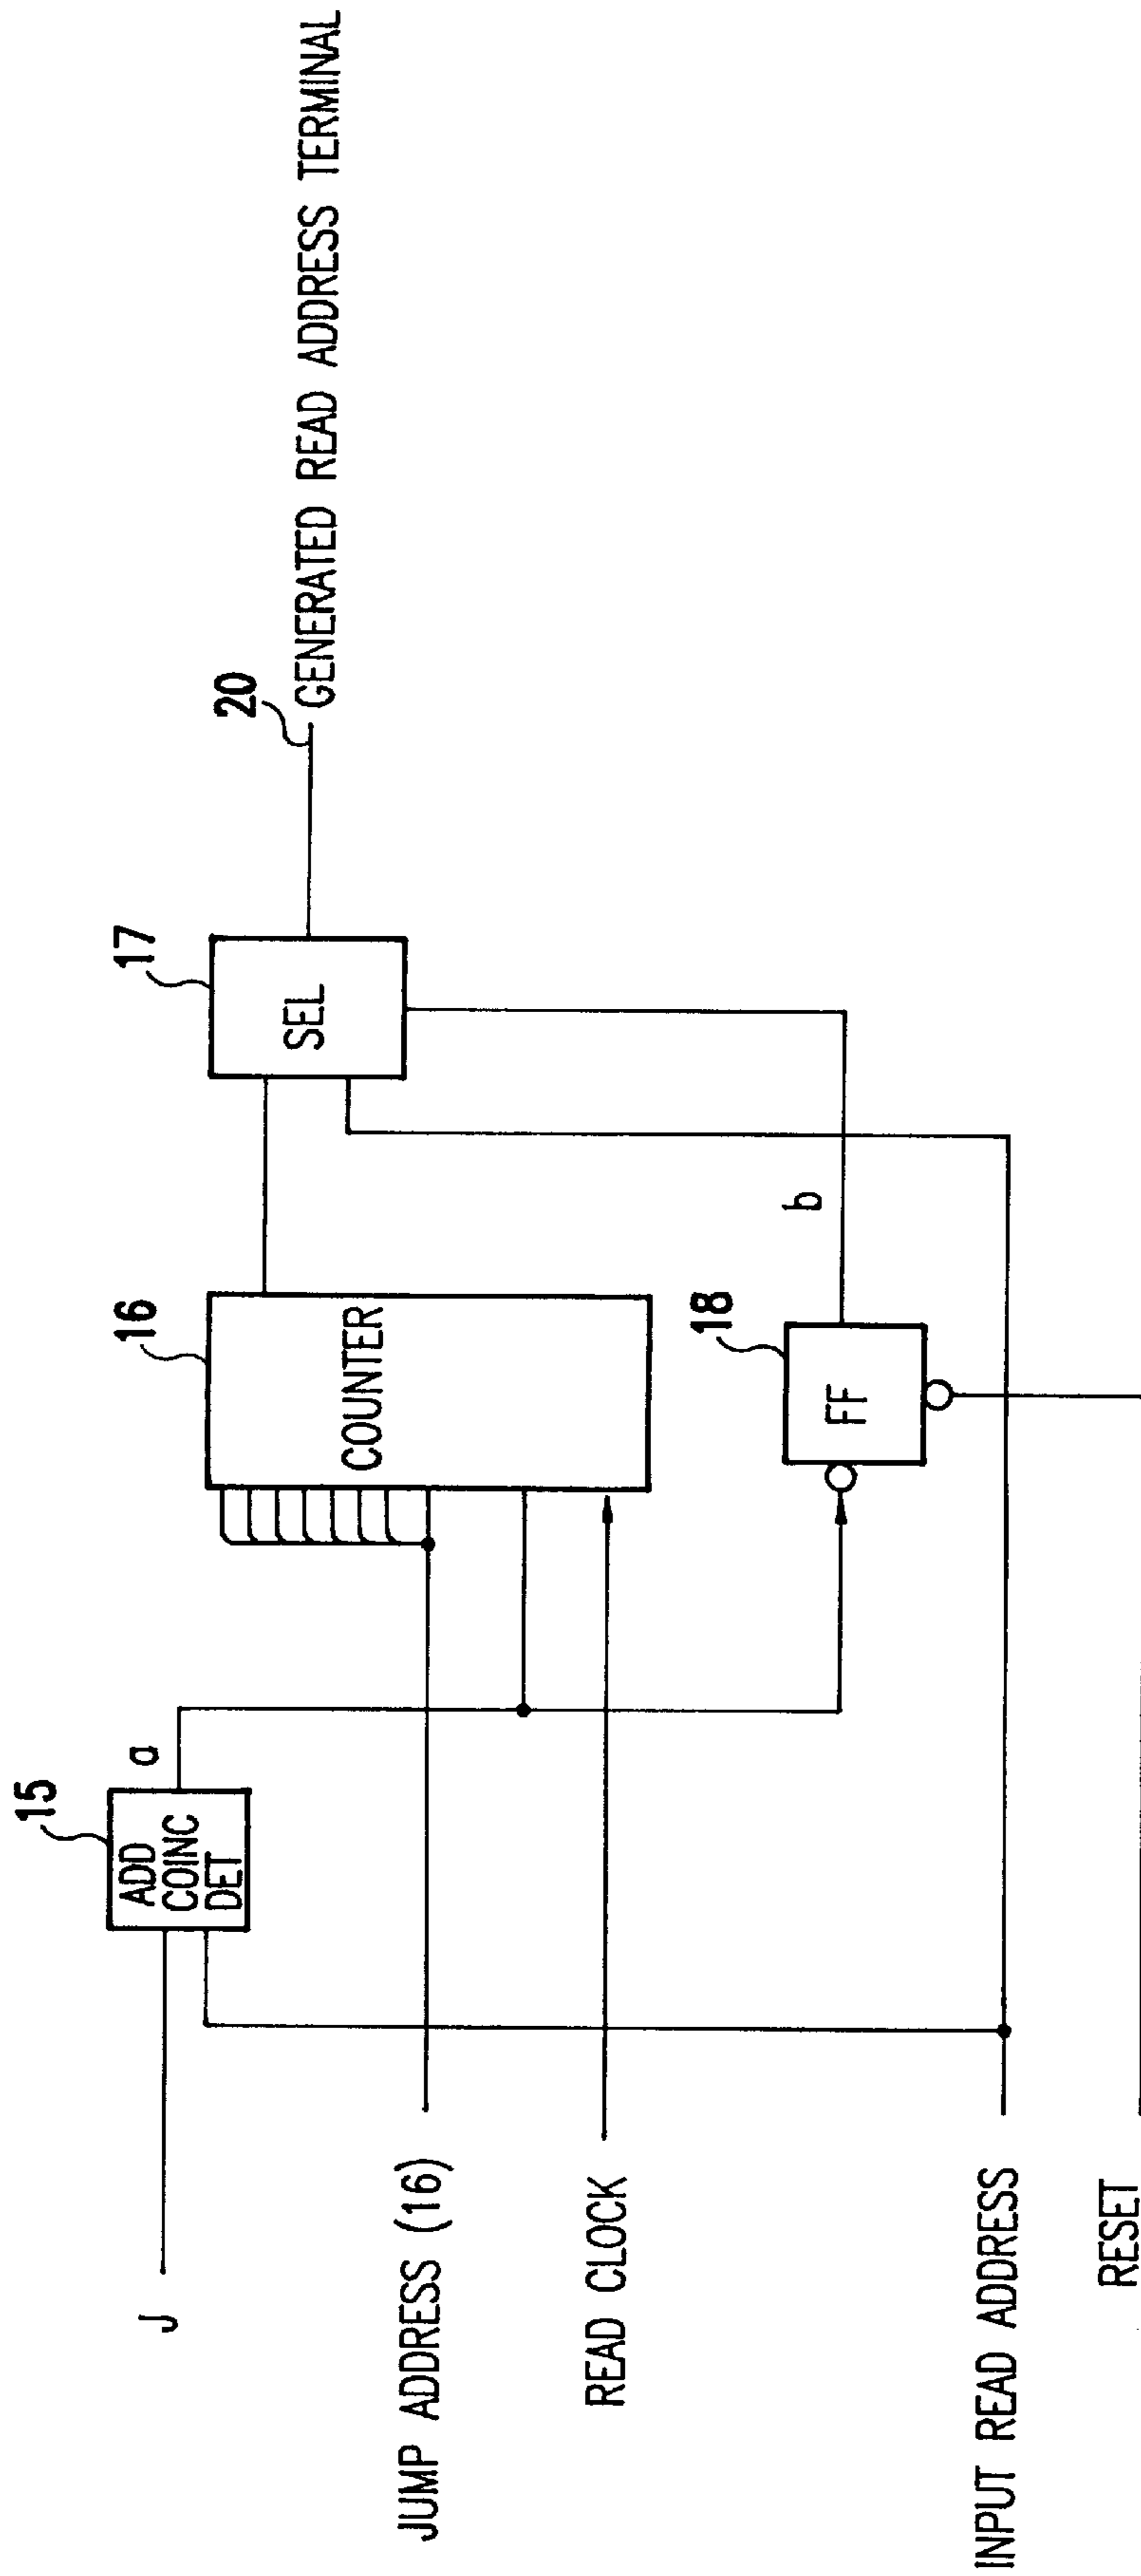 15
ADD
COINC
DET
a
J
16
COUNTER
17
SEL
20
GENERATED READ ADDRESS TERMINAL
JUMP ADDRESS (16)
READ CLOCK
18
FF
b
INPUT READ ADDRESS
RESET